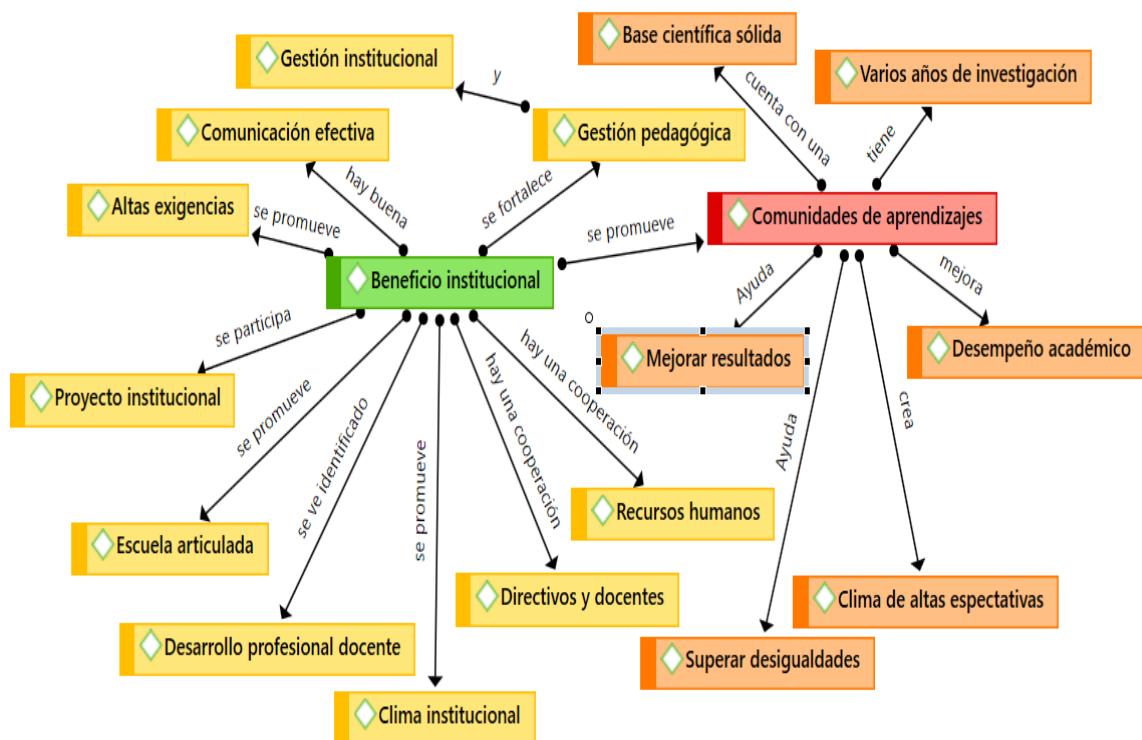 Base científica sólida
Gestión institucional
Varios años de investigación
y
cuenta con una
Comunicación efectiva
Gestión pedagógica
tiene
hay buena
se fortalece
Altas exigencias
se promueve
Comunidades de aprendizajes
se promueve
Beneficio institucional
Ayuda
mejora
se participa
Mejorar resultados
Desempeño académico
hay una cooperación
Proyecto institucional
se promueve
se ve identificado
hay una cooperación
crea
Ayuda
se promueve
Recursos humanos
Escuela articulada
Directivos y docentes
Clima de altas espectativas
Desarrollo profesional docente
Superar desigualdades
Clima institucional